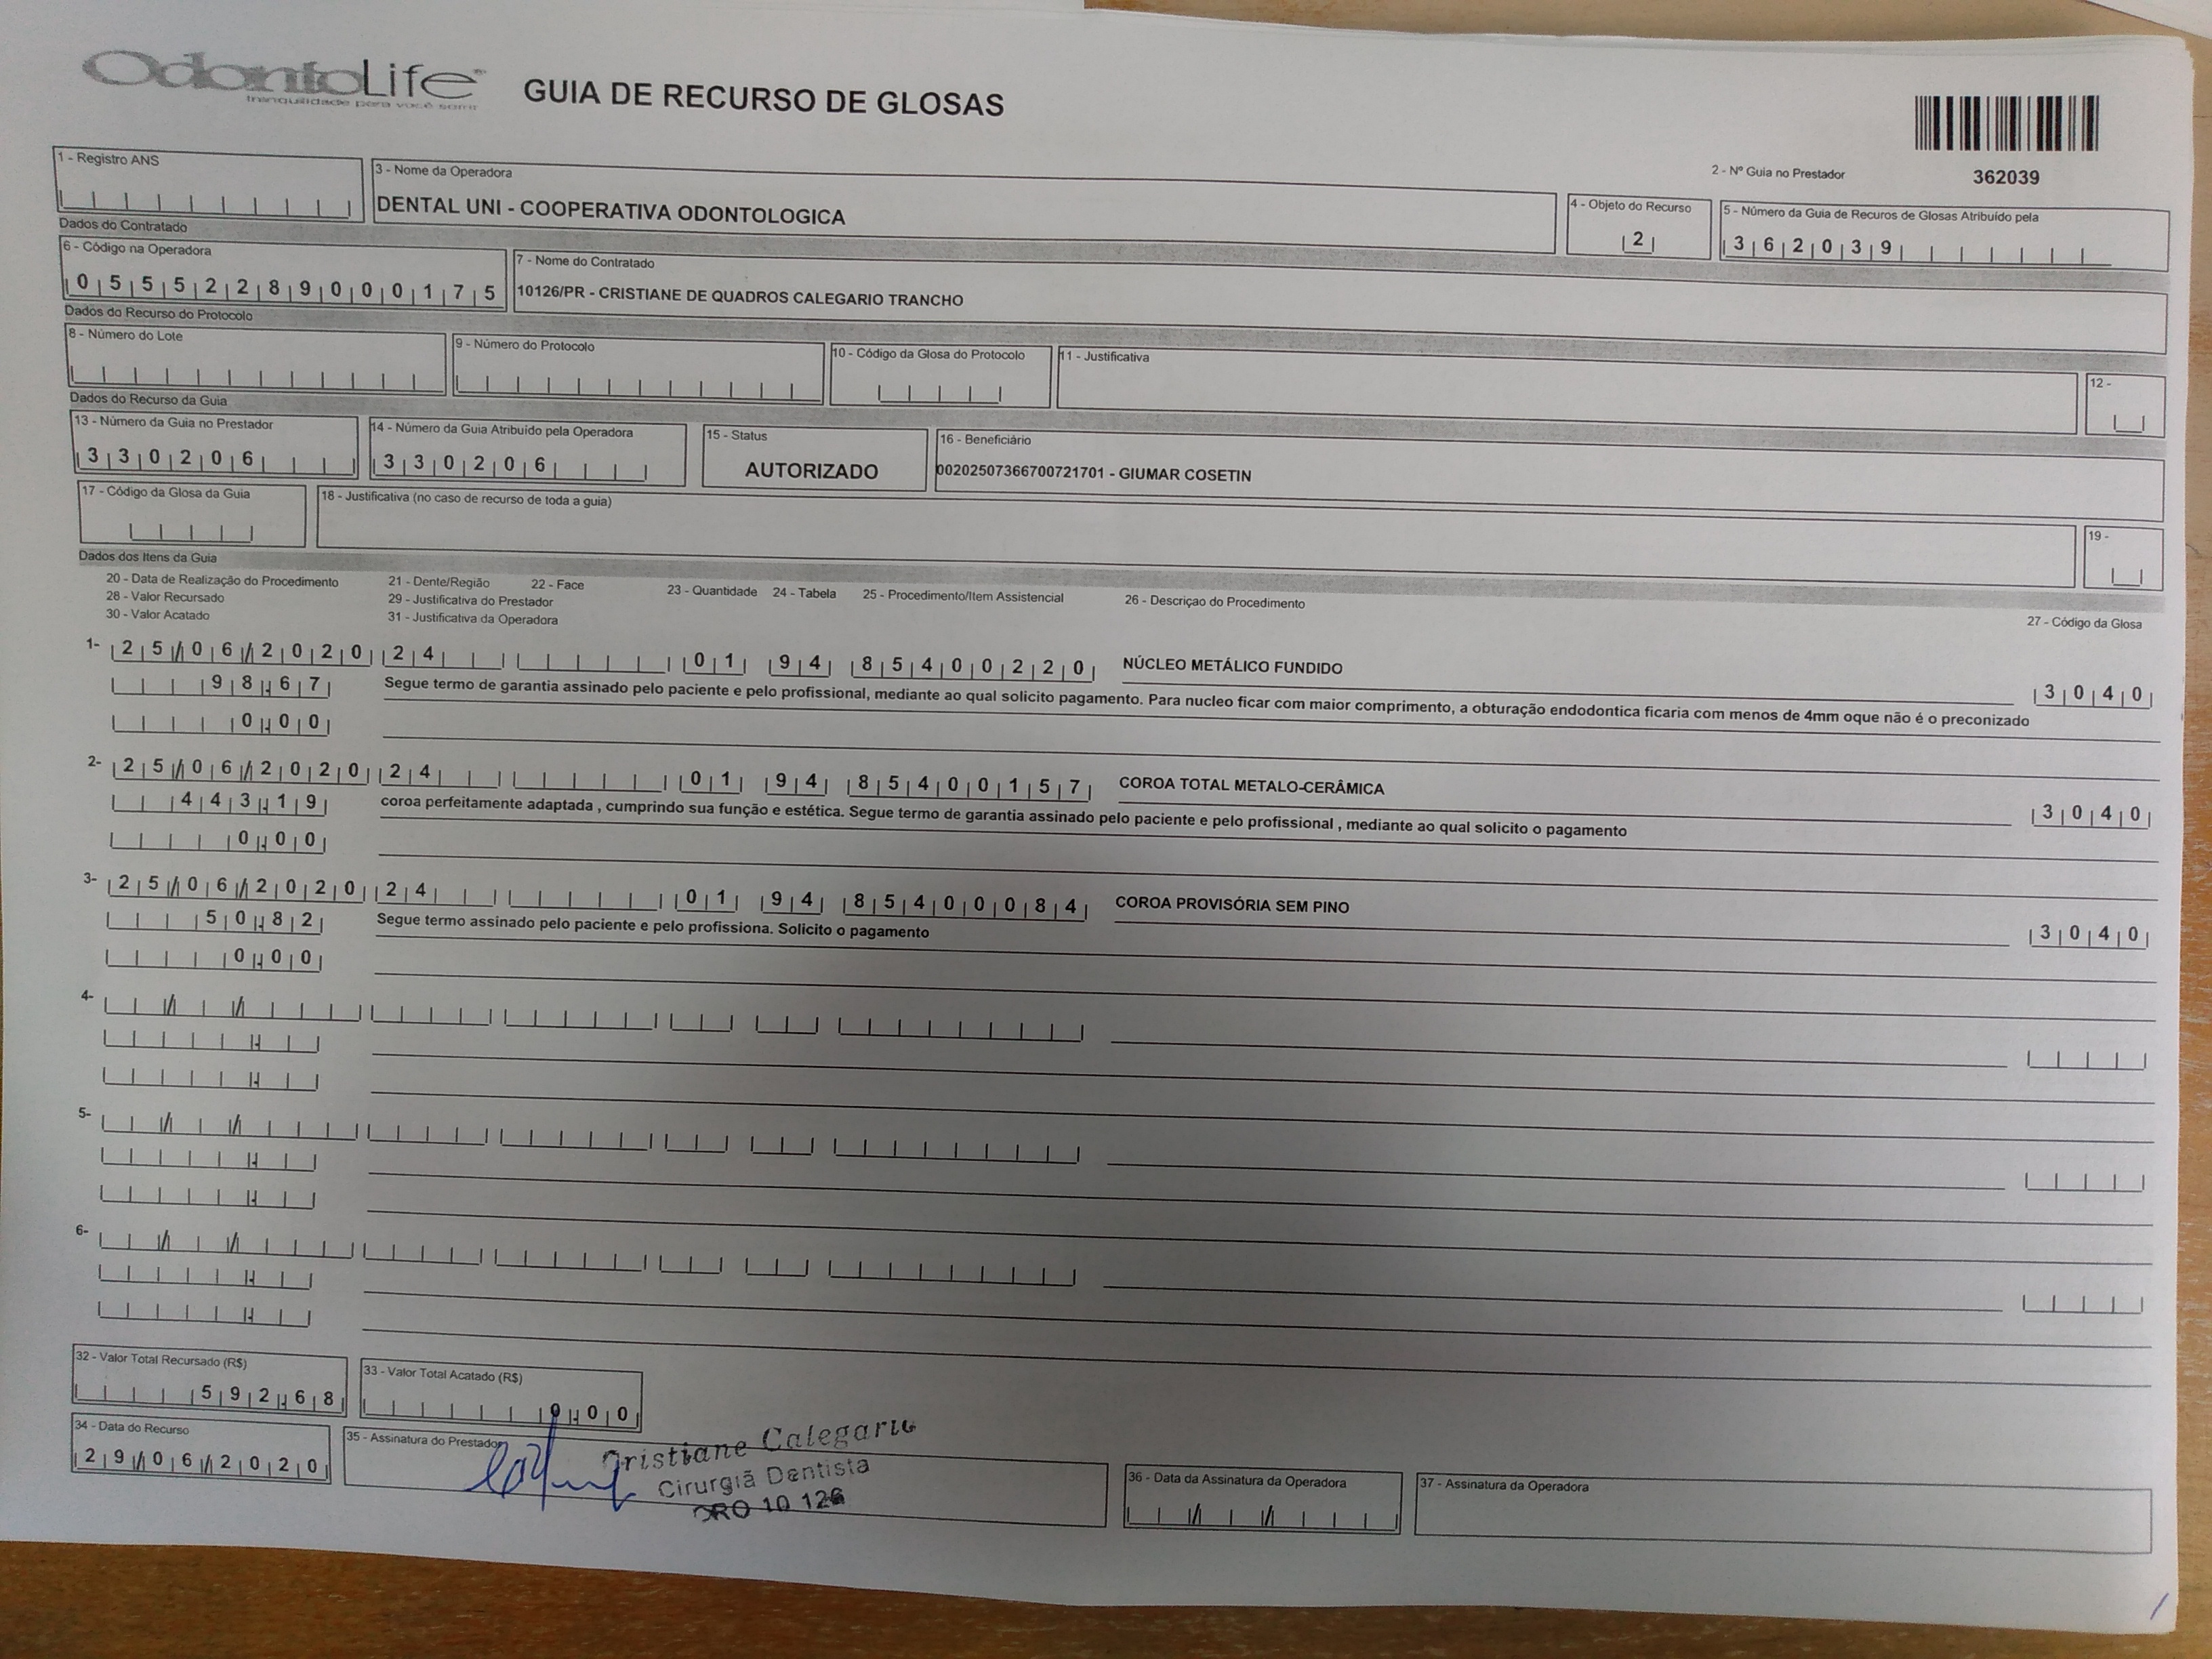 OdontoLife
tranquilidade para você sorrir
GUIA DE RECURSO DE GLOSAS
2 - Nº Guia no Prestador
362039
1 - Registro ANS
3 - Nome da Operadora
DENTAL UNI - COOPERATIVA ODONTOLOGICA
4 - Objeto do Recurso
2
5 - Número da Guia de Recuros de Glosas Atribuído pela
362039
Dados do Contratado
6 - Código na Operadora
05552289000175
7 - Nome do Contratado
10126/PR - CRISTIANE DE QUADROS CALEGARIO TRANCHO
Dados do Recurso do Protocolo
8 - Número do Lote
9 - Número do Protocolo
10 - Código da Glosa do Protocolo
11 - Justificativa
12 -
Dados do Recurso da Guia
13 - Número da Guia no Prestador
330206
14 - Número da Guia Atribuído pela Operadora
330206
15 - Status
AUTORIZADO
16 - Beneficiário
00202507366700721701 - GIUMAR COSETIN
17 - Código da Glosa da Guia
18 - Justificativa (no caso de recurso de toda a guia)
19 -
Dados dos Itens da Guia
20 - Data de Realização do Procedimento 21 - Dente/Região 22 - Face 23 - Quantidade 24 - Tabela 25 - Procedimento/Item Assistencial 26 - Descriçao do Procedimento
28 - Valor Recursado 29 - Justificativa do Prestador
30 - Valor Acatado 31 - Justificativa da Operadora
27 - Código da Glosa
1- 25/06/2020 24 01 94 85400220 NÚCLEO METÁLICO FUNDIDO 3040
98,67 Segue termo de garantia assinado pelo paciente e pelo profissional, mediante ao qual solicito pagamento. Para nucleo ficar com maior comprimento, a obturação endodontica ficaria com menos de 4mm oque não é o preconizado
0,00
2- 25/06/2020 24 01 94 85400157 COROA TOTAL METALO-CERÂMICA 3040
443,19 coroa perfeitamente adaptada , cumprindo sua função e estética. Segue termo de garantia assinado pelo paciente e pelo profissional , mediante ao qual solicito o pagamento
0,00
3- 25/06/2020 24 01 94 85400084 COROA PROVISÓRIA SEM PINO 3040
50,82 Segue termo assinado pelo paciente e pelo profissiona. Solicito o pagamento
0,00
4-
5-
6-
32 - Valor Total Recursado (R$)
592,68
33 - Valor Total Acatado (R$)
0,00
34 - Data do Recurso
29/06/2020
35 - Assinatura do Prestador
Cristiane Calegario
Cirurgiã Dentista
CRO 10 126
36 - Data da Assinatura da Operadora
37 - Assinatura da Operadora